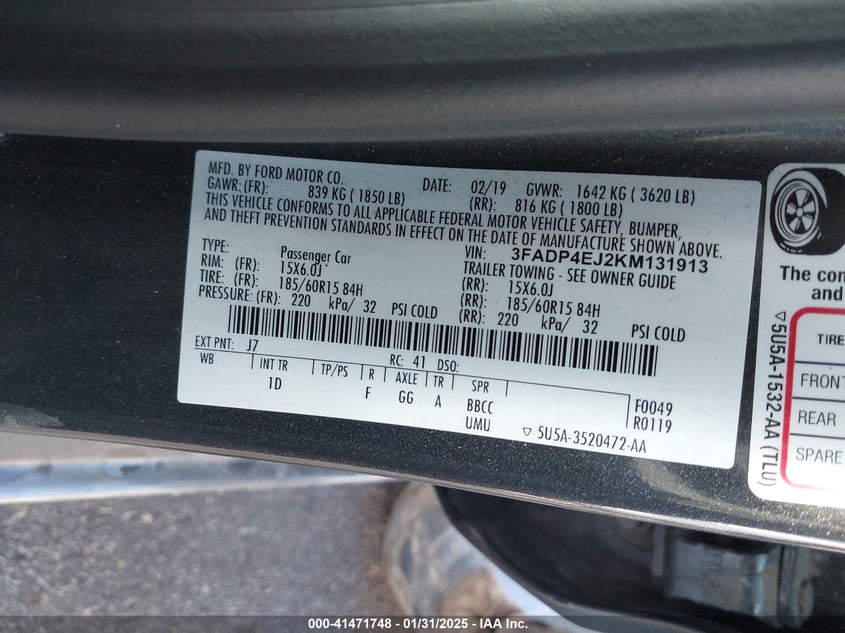 MFD. BY FORD MOTOR CO. DATE: 02/19 GVWR: 1642 KG ( 3620 LB)
GAWR:(FR): 839 KG ( 1850 LB) (RR): 816 KG ( 1800 LB)
THIS VEHICLE CONFORMS TO ALL APPLICABLE FEDERAL MOTOR VEHICLE SAFETY, BUMPER,
AND THEFT PREVENTION STANDARDS IN EFFECT ON THE DATE OF MANUFACTURE SHOWN ABOVE.
VIN: 3FADP4EJ2KM131913
TYPE: Passenger Car TRAILER TOWING - SEE OWNER GUIDE
RIM: (FR): 15X6.0J (RR): 15X6.0J
TIRE: (FR): 185/60R15 84H (RR): 185/60R15 84H
PRESSURE: (FR): 220 kPa/ 32 PSI COLD (RR): 220 kPa/ 32 PSI COLD
EXT PNT: J7 RC: 41 DSO:
WB INT TR TP/PS R AXLE TR SPR
1D F GG A BBCC F0049
UMU R0119
▽ 5U5A-3520472-AA
The con
and
TIRE
FRONT
REAR
SPARE
▽5U5A-1532-AA (TLU)
000-41471748 - 01/31/2025 - IAA Inc.